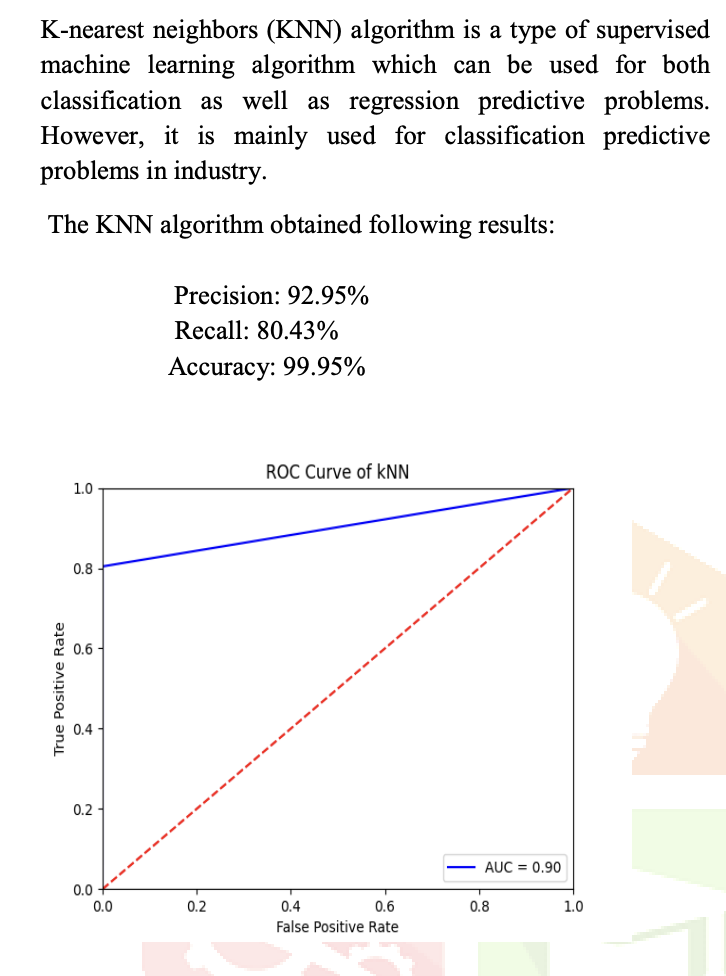 K-nearest neighbors (KNN) algorithm is a type of supervised
machine learning algorithm which can be used for both
classification as well as regression predictive problems.
However, it is mainly used for classification predictive
problems in industry.
The KNN algorithm obtained following results:
Precision: 92.95%
Recall: 80.43%
Accuracy: 99.95%
ROC Curve of kNN
1.0
0.8
0.6
0.4
0.2
0.0
True Positive Rate
AUC = 0.90
0.0 0.2 0.4 0.6 0.8 1.0
False Positive Rate